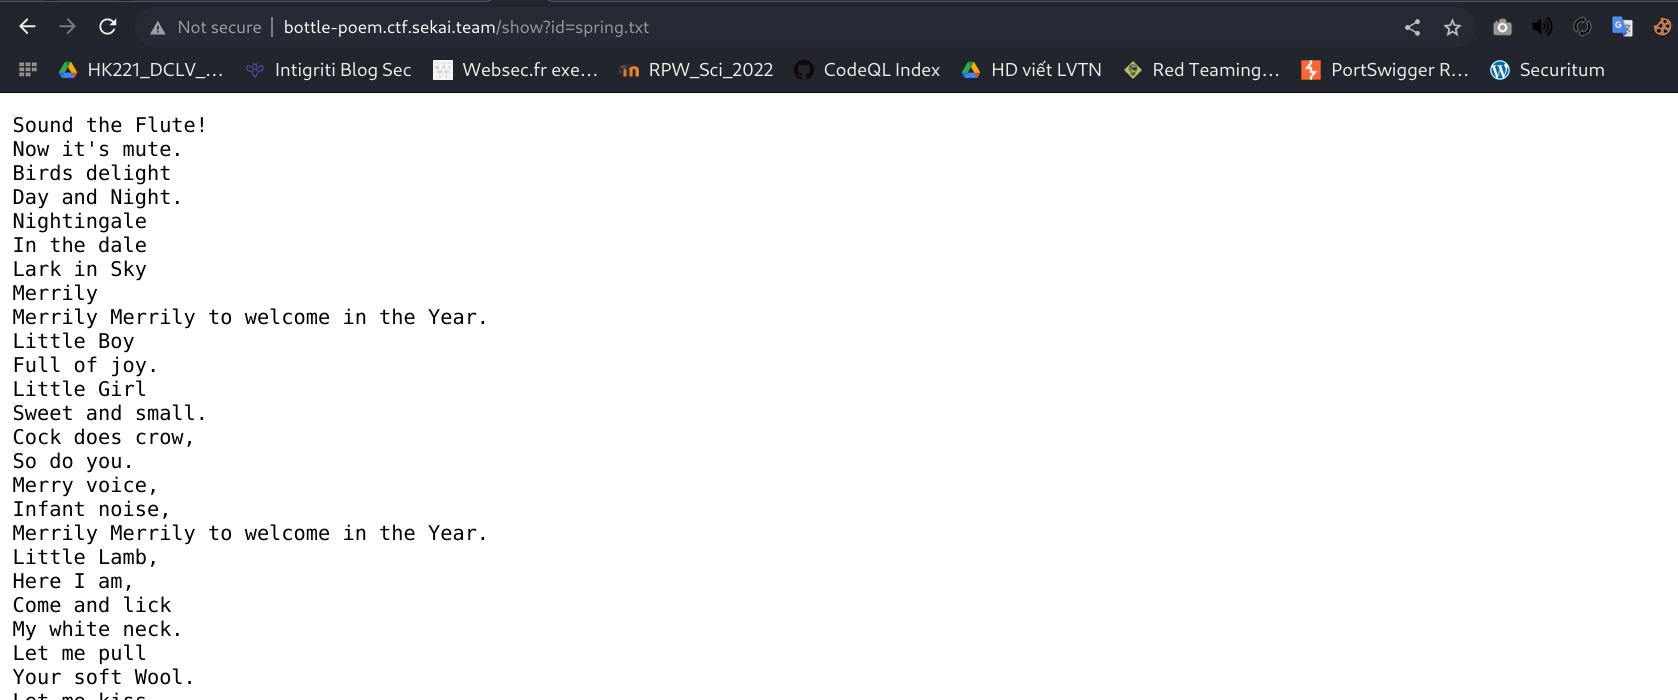 Not secure | bottle-poem.ctf.sekai.team/show?id=spring.txt
HK221_DCLV_... Intigriti Blog Sec Websec.fr exe... RPW_Sci_2022 CodeQL Index HD viết LVTN Red Teaming... PortSwigger R... Securitum
Sound the Flute!
Now it's mute.
Birds delight
Day and Night.
Nightingale
In the dale
Lark in Sky
Merrily
Merrily Merrily to welcome in the Year.
Little Boy
Full of joy.
Little Girl
Sweet and small.
Cock does crow,
So do you.
Merry voice,
Infant noise,
Merrily Merrily to welcome in the Year.
Little Lamb,
Here I am,
Come and lick
My white neck.
Let me pull
Your soft Wool.
Let me kiss